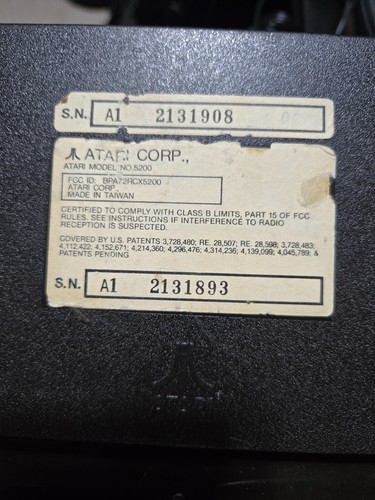 S.N. A1 2131908
ATARI CORP.,
ATARI MODEL NO.5200
FCC ID: BPA72RCX5200
ATARI CORP.
MADE IN TAIWAN
CERTIFIED TO COMPLY WITH CLASS B LIMITS, PART 15 OF FCC
RULES. SEE INSTRUCTIONS IF INTERFERENCE TO RADIO
RECEPTION IS SUSPECTED.
COVERED BY U.S. PATENTS 3,728,480; RE. 28,507; RE. 28,598; 3,728,483;
4,112,422; 4,152,671; 4,214,360; 4,296,476; 4,314,236; 4,139,099; 4,045,789; &
PATENTS PENDING
S.N. A1 2131893
ATARI